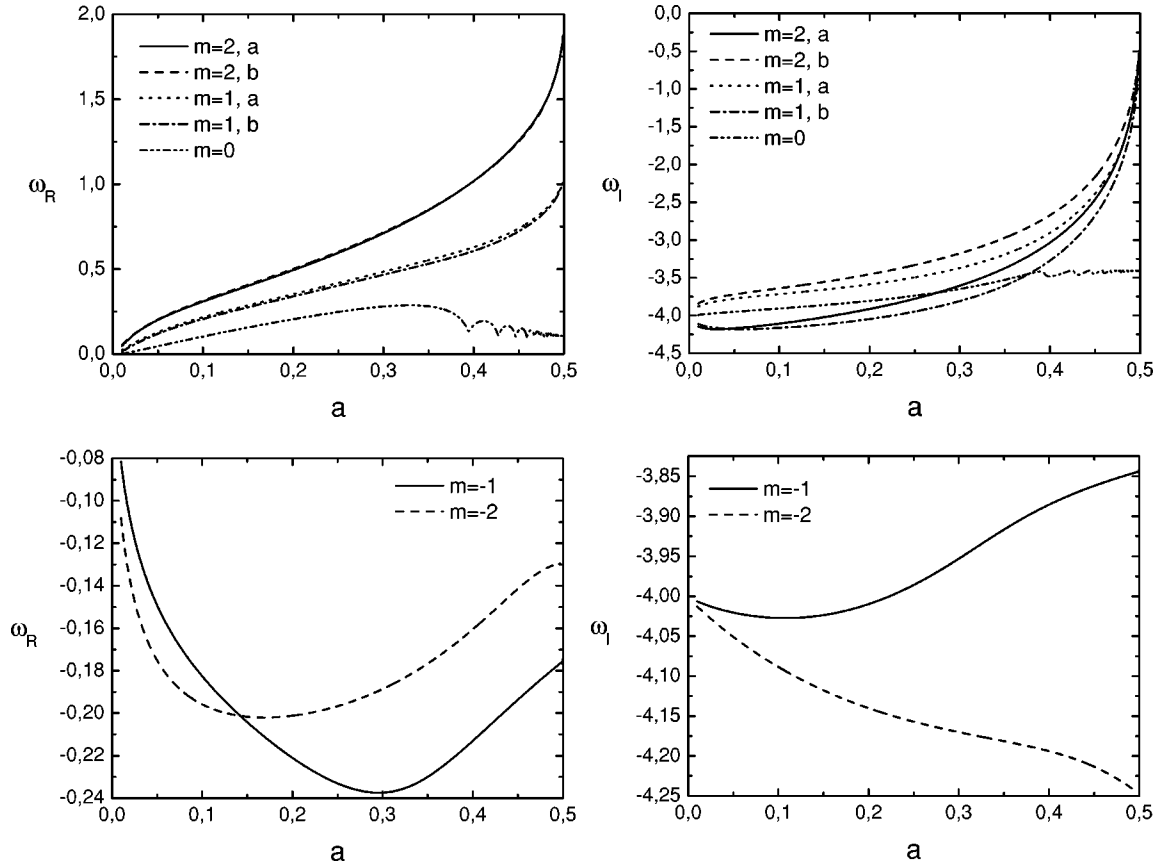 2,0
1,5
1,0
0,5
0,0
ω_R
m=2, a
m=2, b
m=1, a
m=1, b
m=0
0,0 0,1 0,2 0,3 0,4 0,5
a
0,0
-0,5
-1,0
-1,5
-2,0
-2,5
-3,0
-3,5
-4,0
-4,5
ω_I
m=2, a
m=2, b
m=1, a
m=1, b
m=0
0,0 0,1 0,2 0,3 0,4 0,5
a
-0,08
-0,10
-0,12
-0,14
-0,16
-0,18
-0,20
-0,22
-0,24
ω_R
m=-1
m=-2
0,0 0,1 0,2 0,3 0,4 0,5
a
-3,85
-3,90
-3,95
-4,00
-4,05
-4,10
-4,15
-4,20
-4,25
ω_I
m=-1
m=-2
0,0 0,1 0,2 0,3 0,4 0,5
a